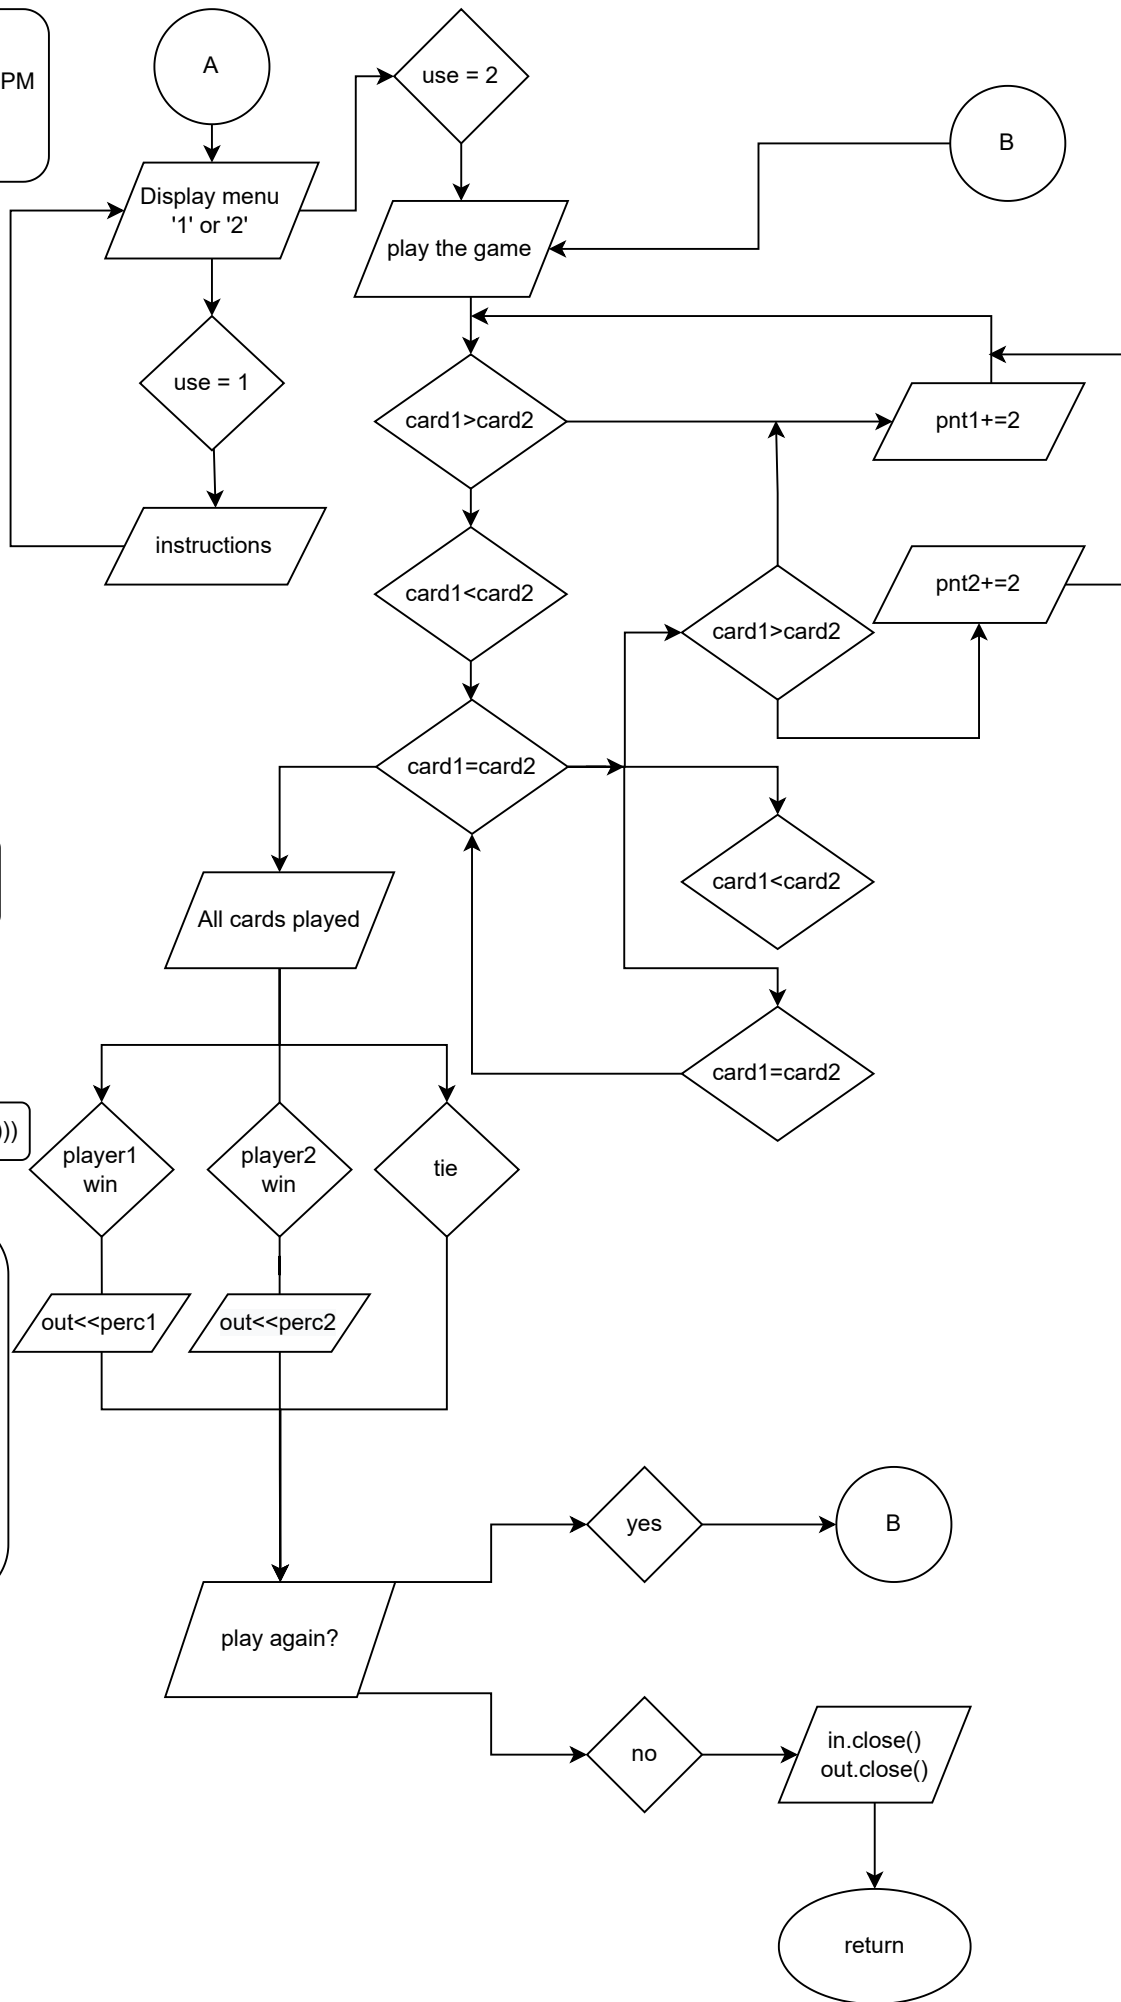 PM
A
use = 2
B
Display menu
'1' or '2'
play the game
use = 1
card1>card2
pnt1+=2
instructions
card1<card2
card1>card2
pnt2+=2
card1=card2
card1<card2
All cards played
card1=card2
)))
player1
win
player2
win
tie
out<<perc1
out<<perc2
yes
B
play again?
no
in.close()
out.close()
return